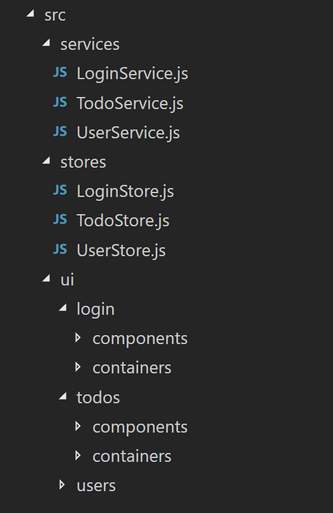 src
services
JS LoginService.js
JS TodoService.js
JS UserService.js
stores
JS LoginStore.js
JS TodoStore.js
JS UserStore.js
ui
login
components
containers
todos
components
containers
users